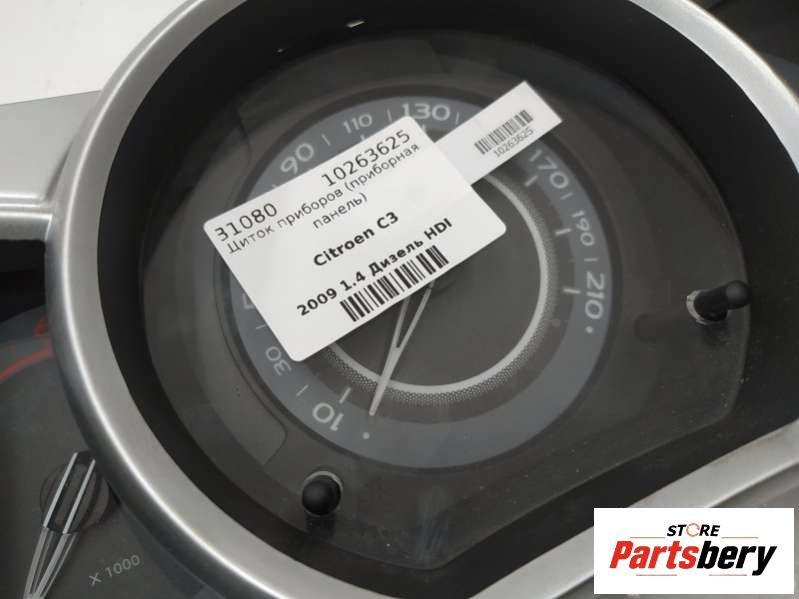 90
110
130
10263625
31080 10263625
Щиток приборов (приборная
панель)
Citroen C3
2009 1.4 Дизель HDI
170
190
210
30
10
X 1000
STORE
Partsbery